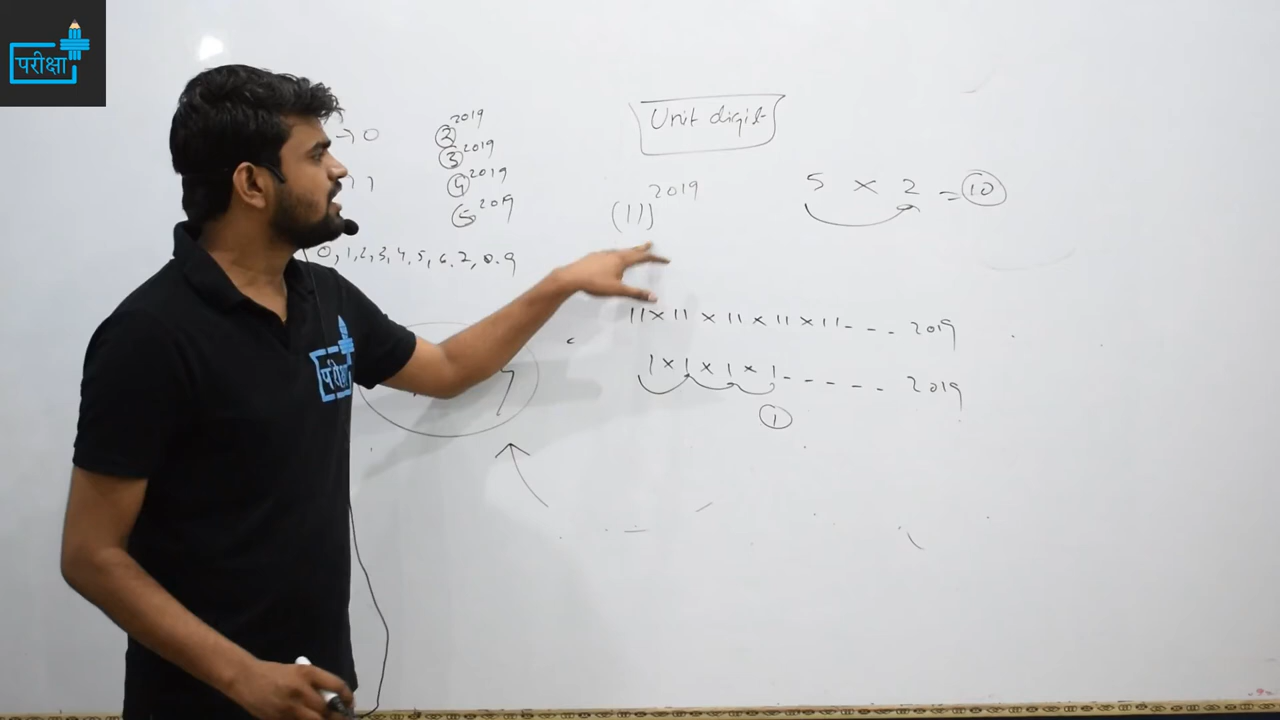 परीक्षा
Unit digit
→ 0
2^2019
3^2019
4^2019
5^2019
0, 1, 2, 3, 4, 5, 6, 7, 8, 9
(11)^2019
5 × 2 = 10
11 × 11 × 11 × 11 × 11 - - - 2019
1 × 1 × 1 × 1 - - - - - 2019
1
परीक्षा